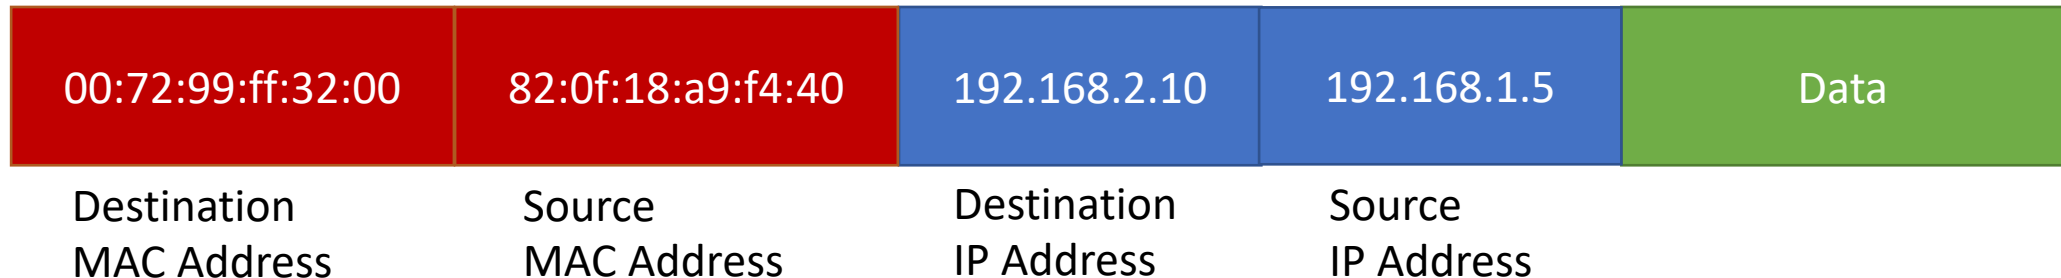 00:72:99:ff:32:00 82:0f:18:a9:f4:40 192.168.2.10 192.168.1.5 Data
Destination Source Destination Source
MAC Address MAC Address IP Address IP Address